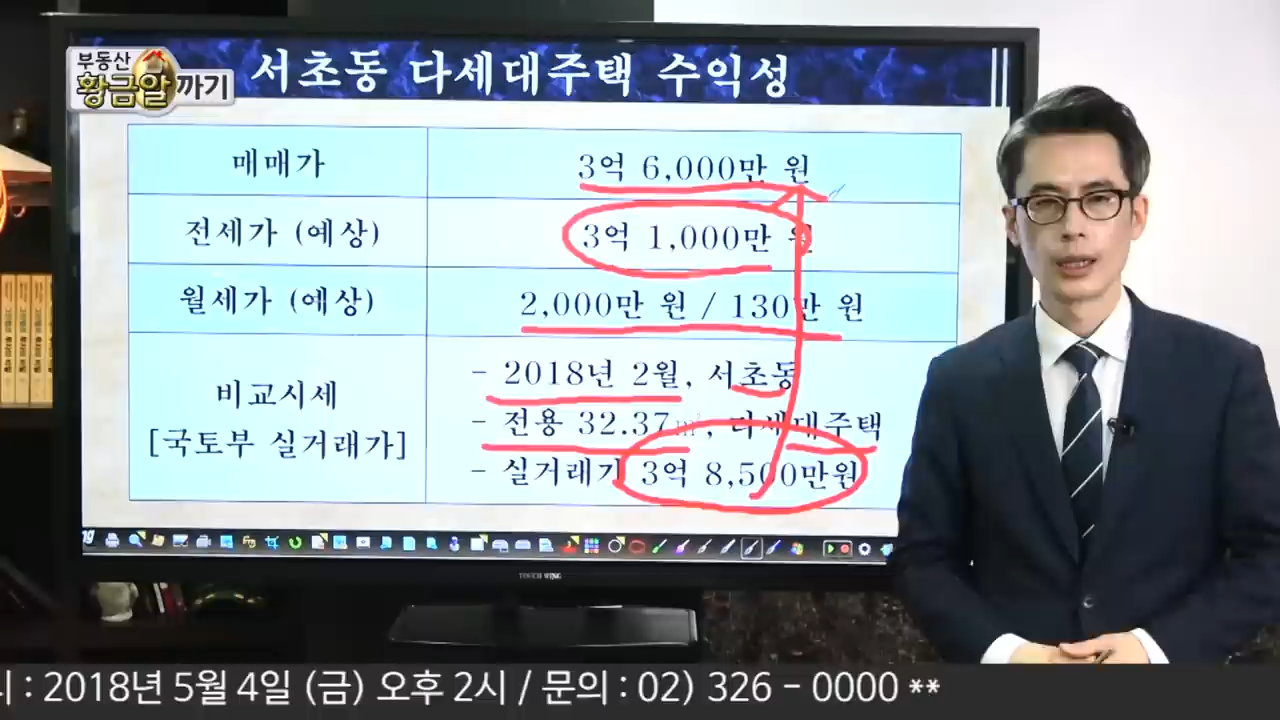 부동산
황금알까기
서초동 다세대주택 수익성
매매가
3억 6,000만 원
전세가 (예상)
3억 1,000만 원
월세가 (예상)
2,000만 원 / 130만 원
비교시세
[국토부 실거래가]
- 2018년 2월, 서초동
- 전용 32.37㎡, 다세대주택
- 실거래가 3억 8,500만원
TOUCH WING
: 2018년 5월 4일 (금) 오후 2시 / 문의 : 02) 326 - 0000 **